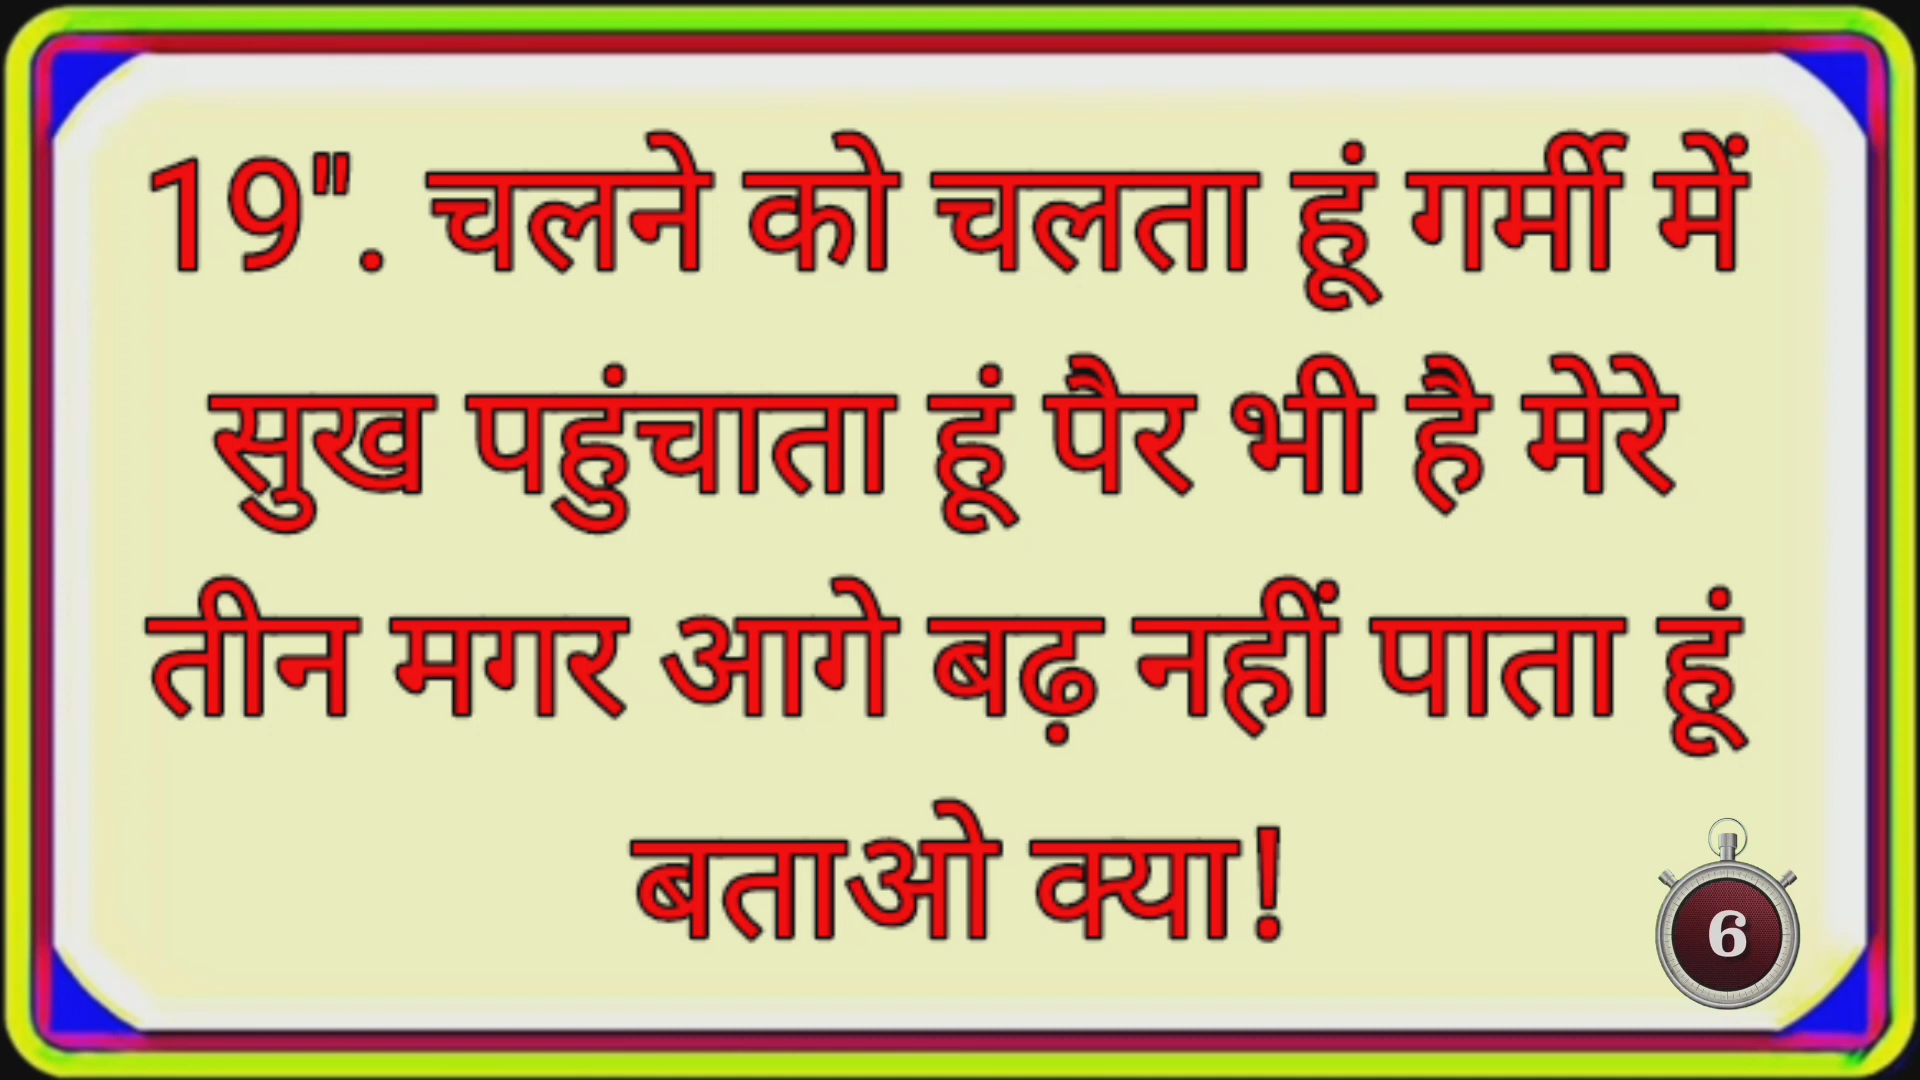 19". चलने को चलता हूं गर्मी में
सुख पहुंचाता हूं पैर भी है मेरे
तीन मगर आगे बढ़ नहीं पाता हूं
बताओ क्या!
6